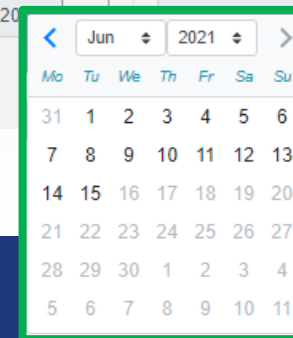 20
Jun 2021
Mo Tu We Th Fr Sa Su
31 1 2 3 4 5 6
7 8 9 10 11 12 13
14 15 16 17 18 19 20
21 22 23 24 25 26 27
28 29 30 1 2 3 4
5 6 7 8 9 10 11